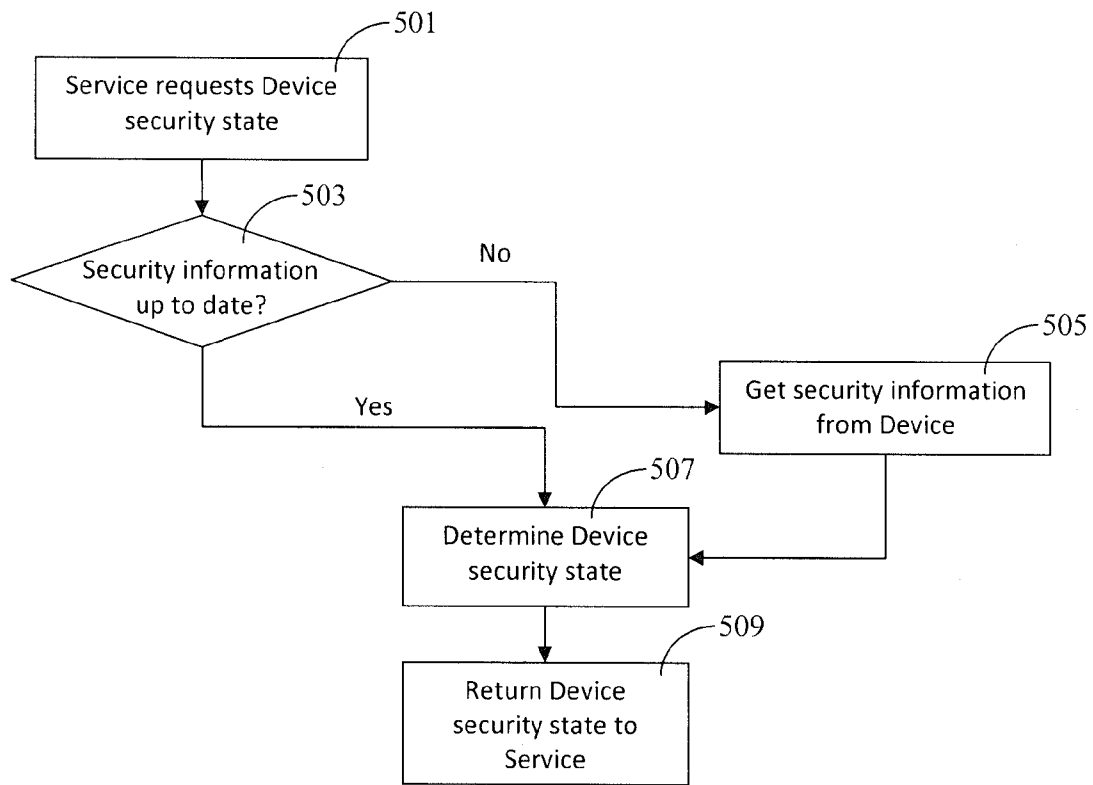 501
Service requests Device
security state
503
Security information
up to date?
No
505
Get security information
from Device
Yes
507
Determine Device
security state
509
Return Device
security state to
Service